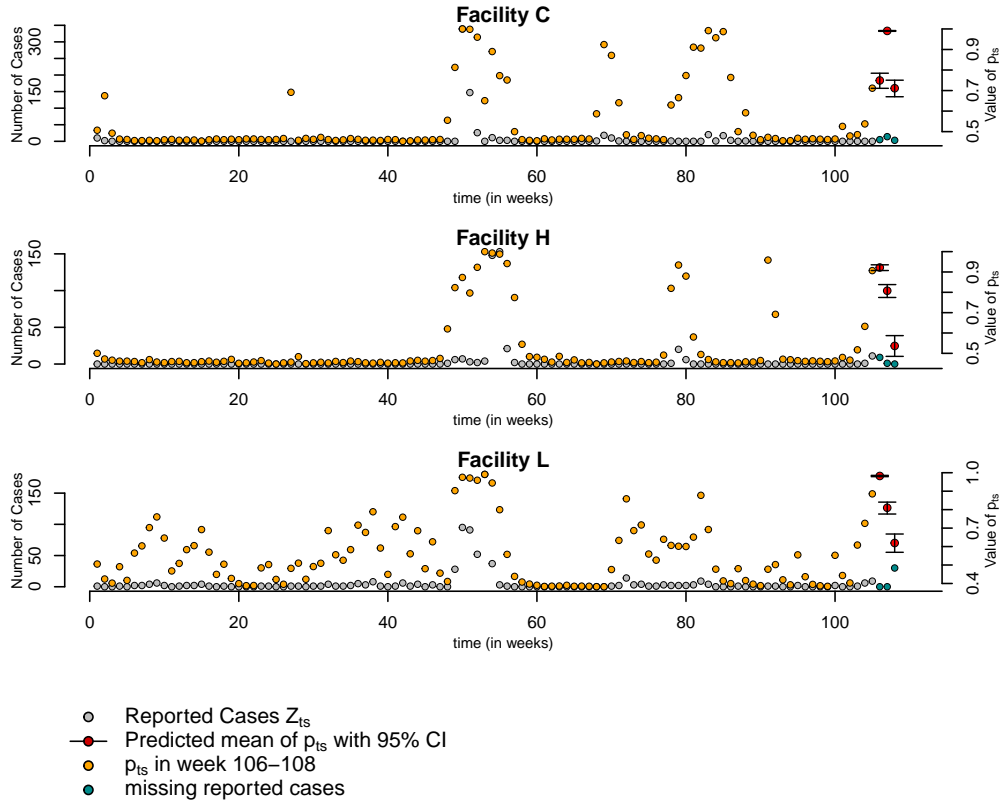 Facility C
Number of Cases
0 150 300
0.5 0.7 0.9
Value of pts
0 20 40 60 80 100
time (in weeks)
Facility H
Number of Cases
0 50 150
0.5 0.7 0.9
Value of pts
0 20 40 60 80 100
time (in weeks)
Facility L
Number of Cases
0 50 150
0.4 0.7 1.0
Value of pts
0 20 40 60 80 100
time (in weeks)
Reported Cases Zts
Predicted mean of pts with 95% CI
pts in week 106−108
missing reported cases